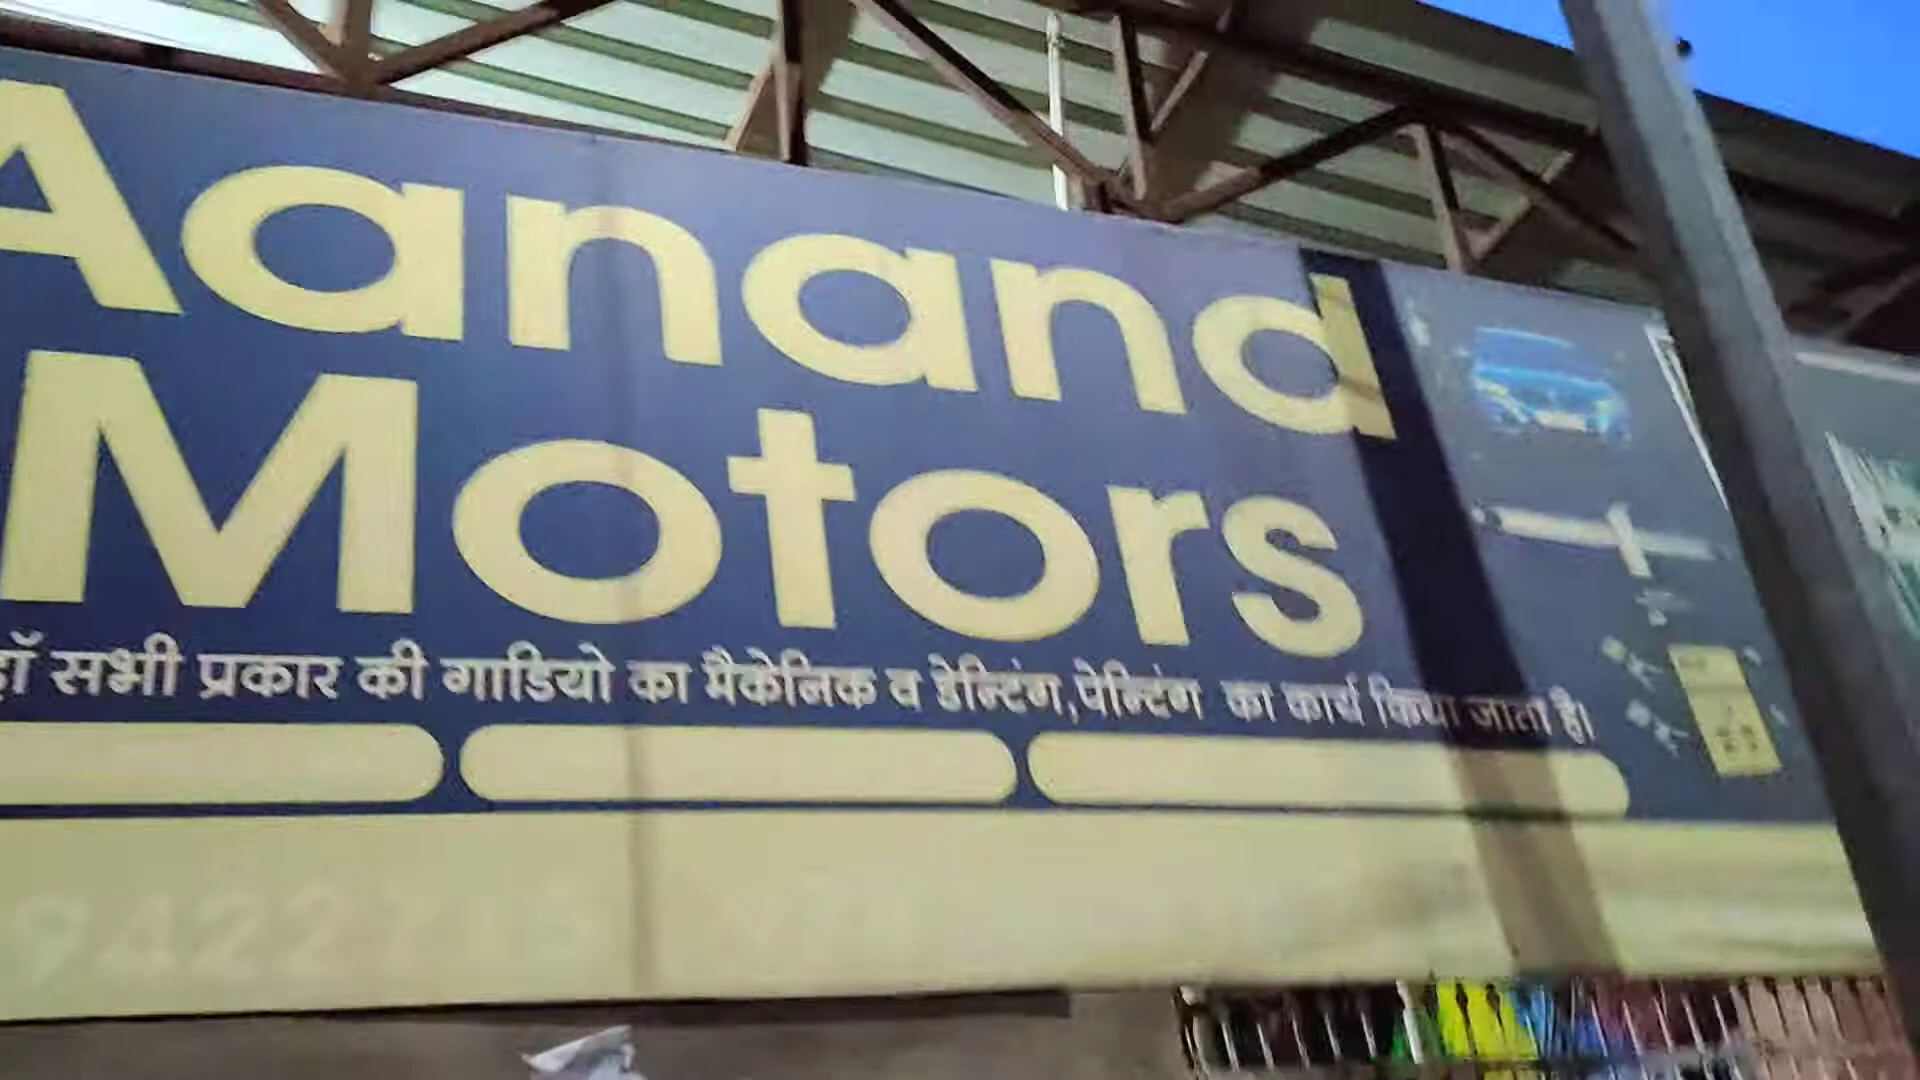 Aanand
Motors
सभी प्रकार की गाडियो का मैकेनिक व डेन्टिंग,पेन्टिंग का कार्य किया जाता है।